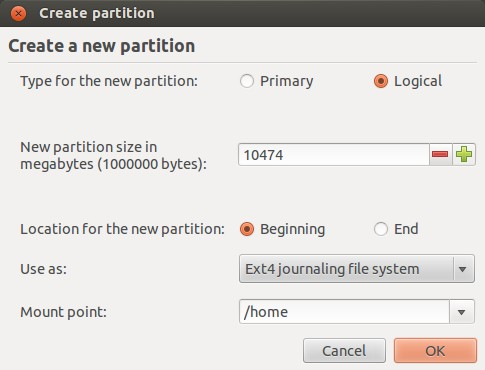 Create partition
Create a new partition
Type for the new partition: Primary Logical
New partition size in
megabytes (1000000 bytes): 10474
Location for the new partition: Beginning End
Use as: Ext4 journaling file system
Mount point: /home
Cancel OK